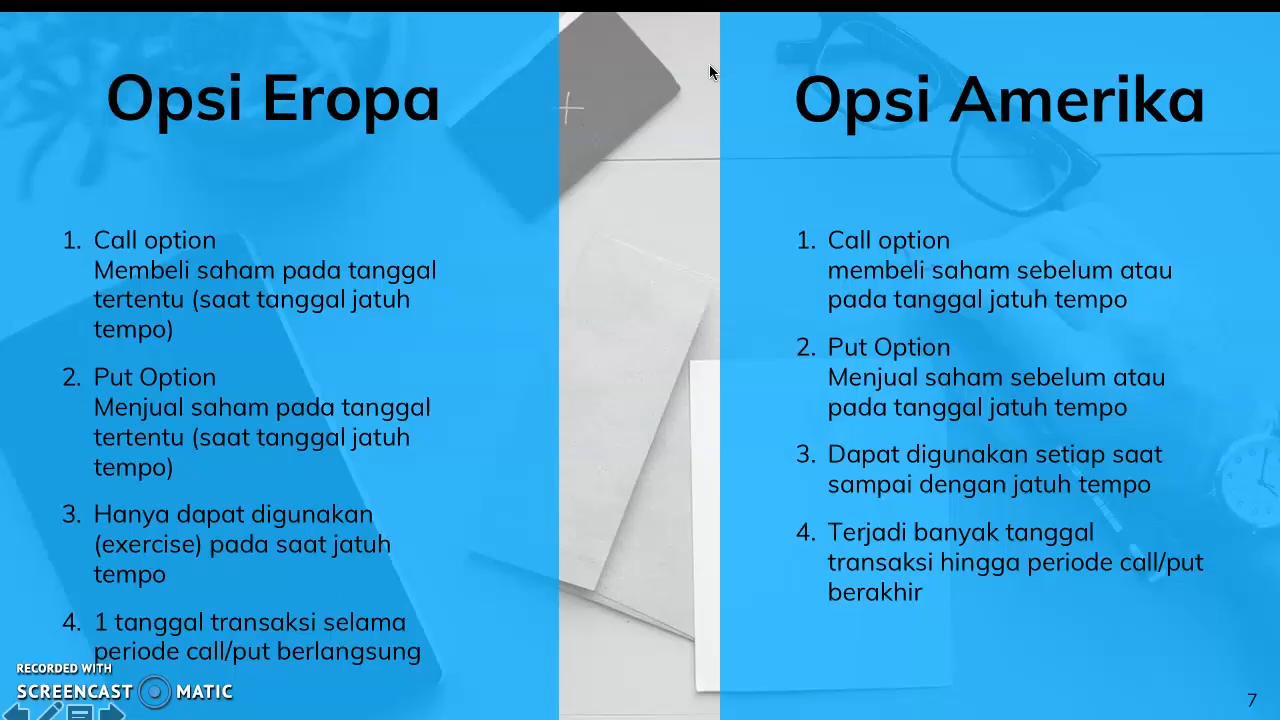 Opsi Eropa
1. Call option
Membeli saham pada tanggal
tertentu (saat tanggal jatuh
tempo)
2. Put Option
Menjual saham pada tanggal
tertentu (saat tanggal jatuh
tempo)
3. Hanya dapat digunakan
(exercise) pada saat jatuh
tempo
4. 1 tanggal transaksi selama
periode call/put berlangsung
Opsi Amerika
1. Call option
membeli saham sebelum atau
pada tanggal jatuh tempo
2. Put Option
Menjual saham sebelum atau
pada tanggal jatuh tempo
3. Dapat digunakan setiap saat
sampai dengan jatuh tempo
4. Terjadi banyak tanggal
transaksi hingga periode call/put
berakhir
RECORDED WITH
SCREENCAST MATIC
7